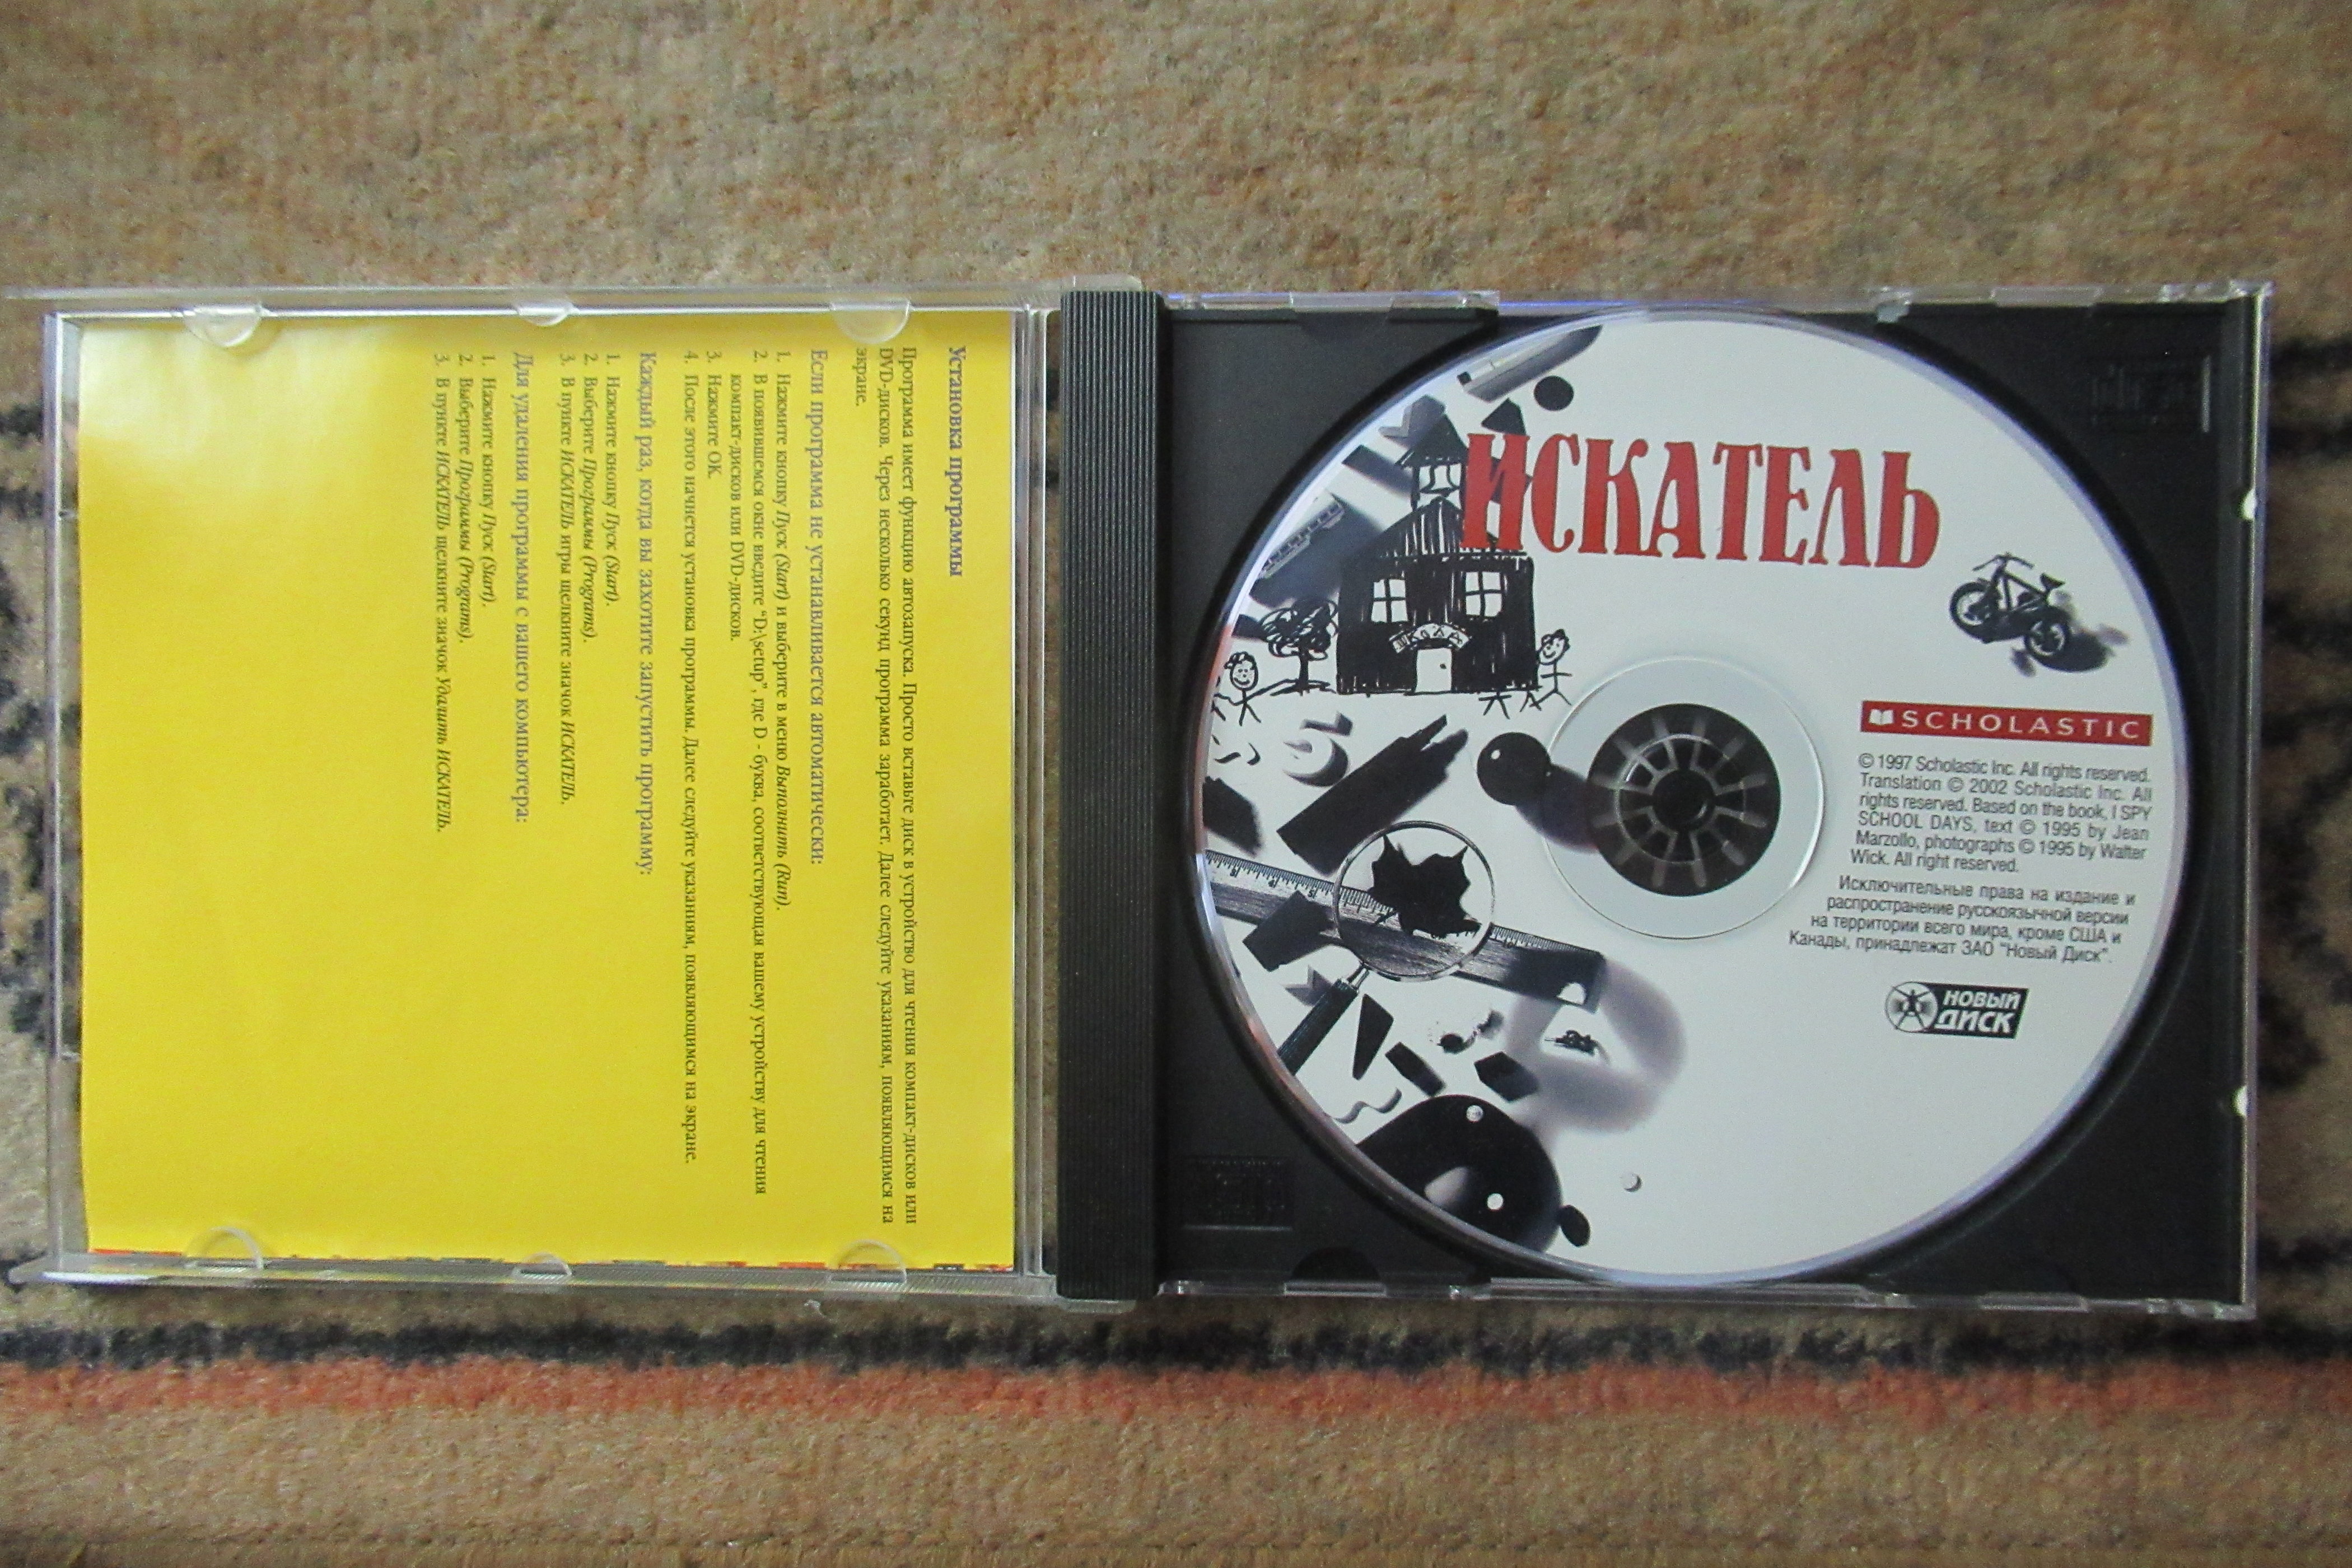 Установка программы
Программа имеет функцию автозапуска. Просто вставьте диск в устройство для чтения компакт-дисков или
DVD-дисков. Через несколько секунд программа заработает. Далее следуйте указаниям, появляющимся на
экране.
Если программа не устанавливается автоматически:
1. Нажмите кнопку Пуск (Start) и выберите в меню Выполнить (Run).
2. В появившемся окне введите "D:\setup", где D - буква, соответствующая вашему устройству для чтения
компакт-дисков или DVD-дисков.
3. Нажмите ОК.
4. После этого начнется установка программы. Далее следуйте указаниям, появляющимся на экране.
Каждый раз, когда вы захотите запустить программу:
1. Нажмите кнопку Пуск (Start).
2. Выберите Программы (Programs).
3. В пункте ИСКАТЕЛЬ игры щелкните значок ИСКАТЕЛЬ.
Для удаления программы с вашего компьютера:
1. Нажмите кнопку Пуск (Start).
2. Выберите Программы (Programs).
3. В пункте ИСКАТЕЛЬ щелкните значок Удалить ИСКАТЕЛЬ.
ИСКАТЕЛЬ
ШКОЛА
5
SCHOLASTIC
© 1997 Scholastic Inc. All rights reserved.
Translation © 2002 Scholastic Inc. All
rights reserved. Based on the book, I SPY
SCHOOL DAYS, text © 1995 by Jean
Marzollo, photographs © 1995 by Walter
Wick. All right reserved.
Исключительные права на издание и
распространение русскоязычной версии
на территории всего мира, кроме США и
Канады, принадлежат ЗАО "Новый Диск".
НОВЫЙ
ДИСК